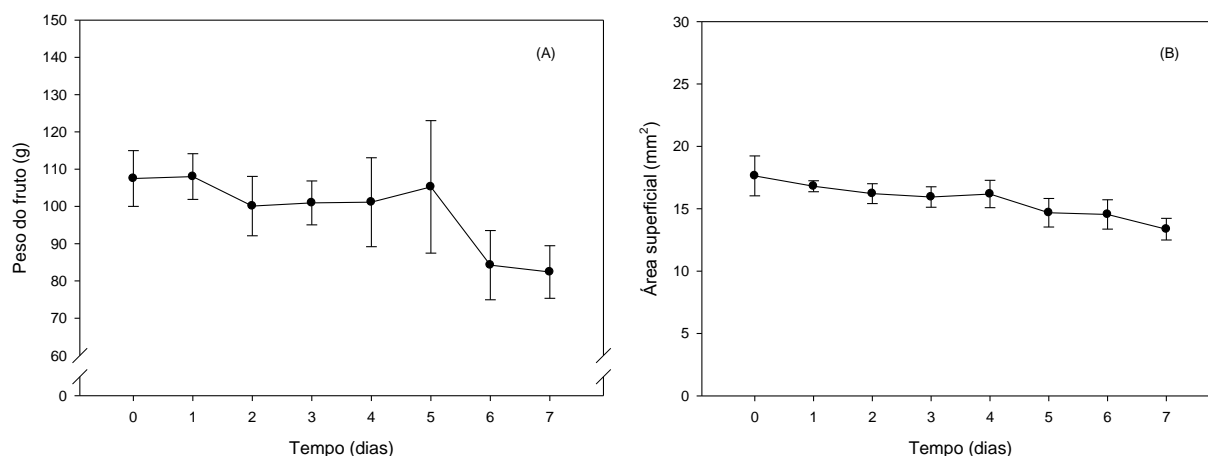 Peso do fruto (g)
150
140
130
120
110
100
90
80
70
60
0
(A)
0 1 2 3 4 5 6 7
Tempo (dias)
Área superficial (mm²)
30
25
20
15
10
5
0
(B)
0 1 2 3 4 5 6 7
Tempo (dias)